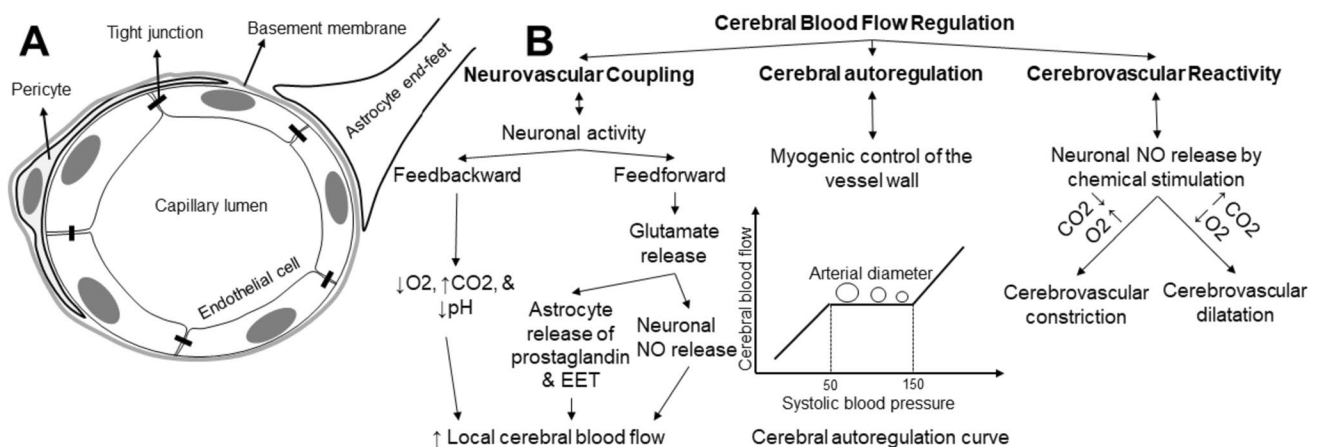 A
Tight junction
Basement membrane
Pericyte
Astrocyte end-feet
Capillary lumen
Endothelial cell
B
Cerebral Blood Flow Regulation
Neurovascular Coupling
Neuronal activity
Feedbackward
Feedforward
Glutamate
release
↓O2, ↑CO2, &
↓pH
Astrocyte
release of
prostaglandin
& EET
Neuronal
NO release
↑ Local cerebral blood flow
Cerebral autoregulation
Myogenic control of the
vessel wall
Cerebral blood flow
Arterial diameter
50
150
Systolic blood pressure
Cerebral autoregulation curve
Cerebrovascular Reactivity
Neuronal NO release by
chemical stimulation
CO2 ↓
O2 ↑
↑ CO2
↓ O2
Cerebrovascular
constriction
Cerebrovascular
dilatation